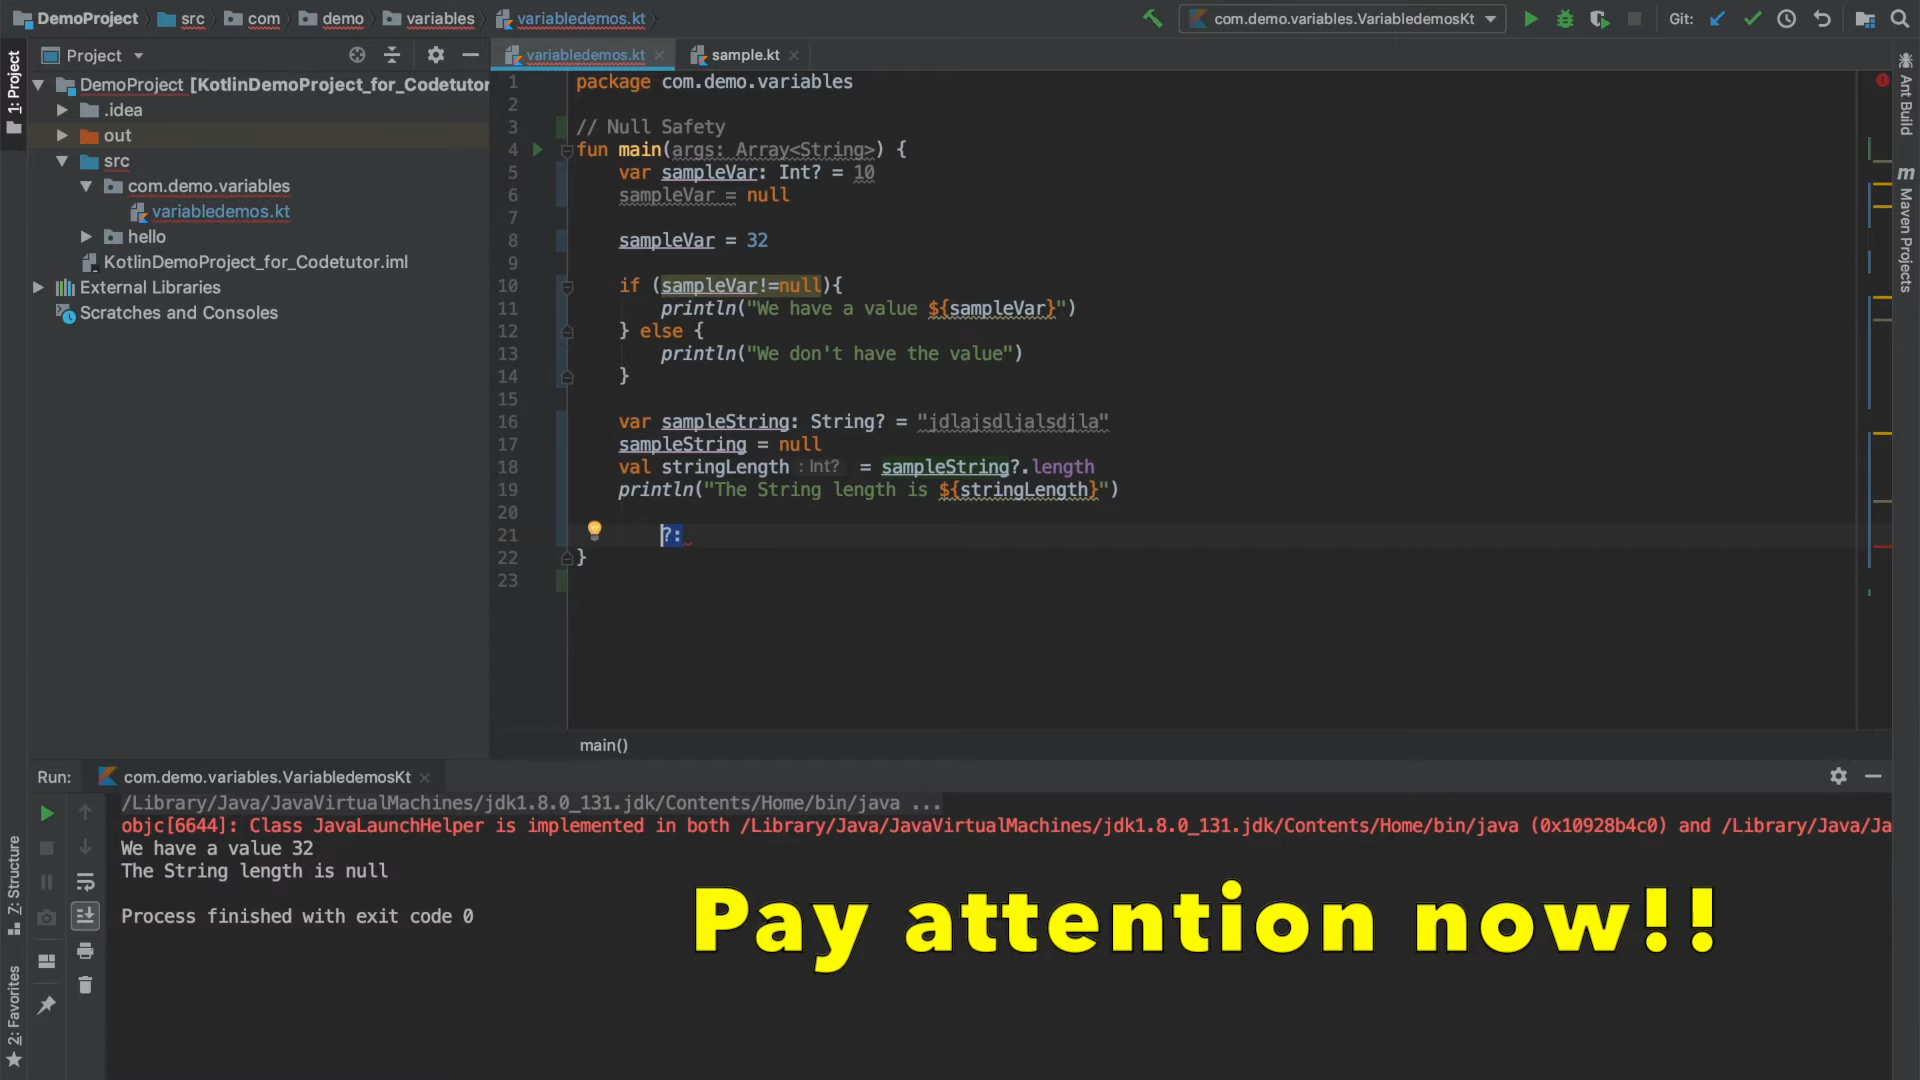 DemoProject src com demo variables variabledemos.kt
com.demo.variables.VariabledemosKt Git:
1: Project
Project
variabledemos.kt sample.kt
DemoProject [KotlinDemoProject_for_Codetutor
.idea
out
src
com.demo.variables
variabledemos.kt
hello
KotlinDemoProject_for_Codetutor.iml
External Libraries
Scratches and Consoles
1 package com.demo.variables
2
3 // Null Safety
4 fun main(args: Array<String>) {
5 var sampleVar: Int? = 10
6 sampleVar = null
7
8 sampleVar = 32
9
10 if (sampleVar!=null){
11 println("We have a value ${sampleVar}")
12 } else {
13 println("We don't have the value")
14 }
15
16 var sampleString: String? = "jdlajsdljalsdjla"
17 sampleString = null
18 val stringLength : Int? = sampleString?.length
19 println("The String length is ${stringLength}")
20
21 ?:
22 }
23
main()
Ant Build
m Maven Projects
Run: com.demo.variables.VariabledemosKt
/Library/Java/JavaVirtualMachines/jdk1.8.0_131.jdk/Contents/Home/bin/java ...
objc[6644]: Class JavaLaunchHelper is implemented in both /Library/Java/JavaVirtualMachines/jdk1.8.0_131.jdk/Contents/Home/bin/java (0x10928b4c0) and /Library/Java/Ja
We have a value 32
The String length is null
Process finished with exit code 0
Pay attention now!!
Z: Structure
2: Favorites